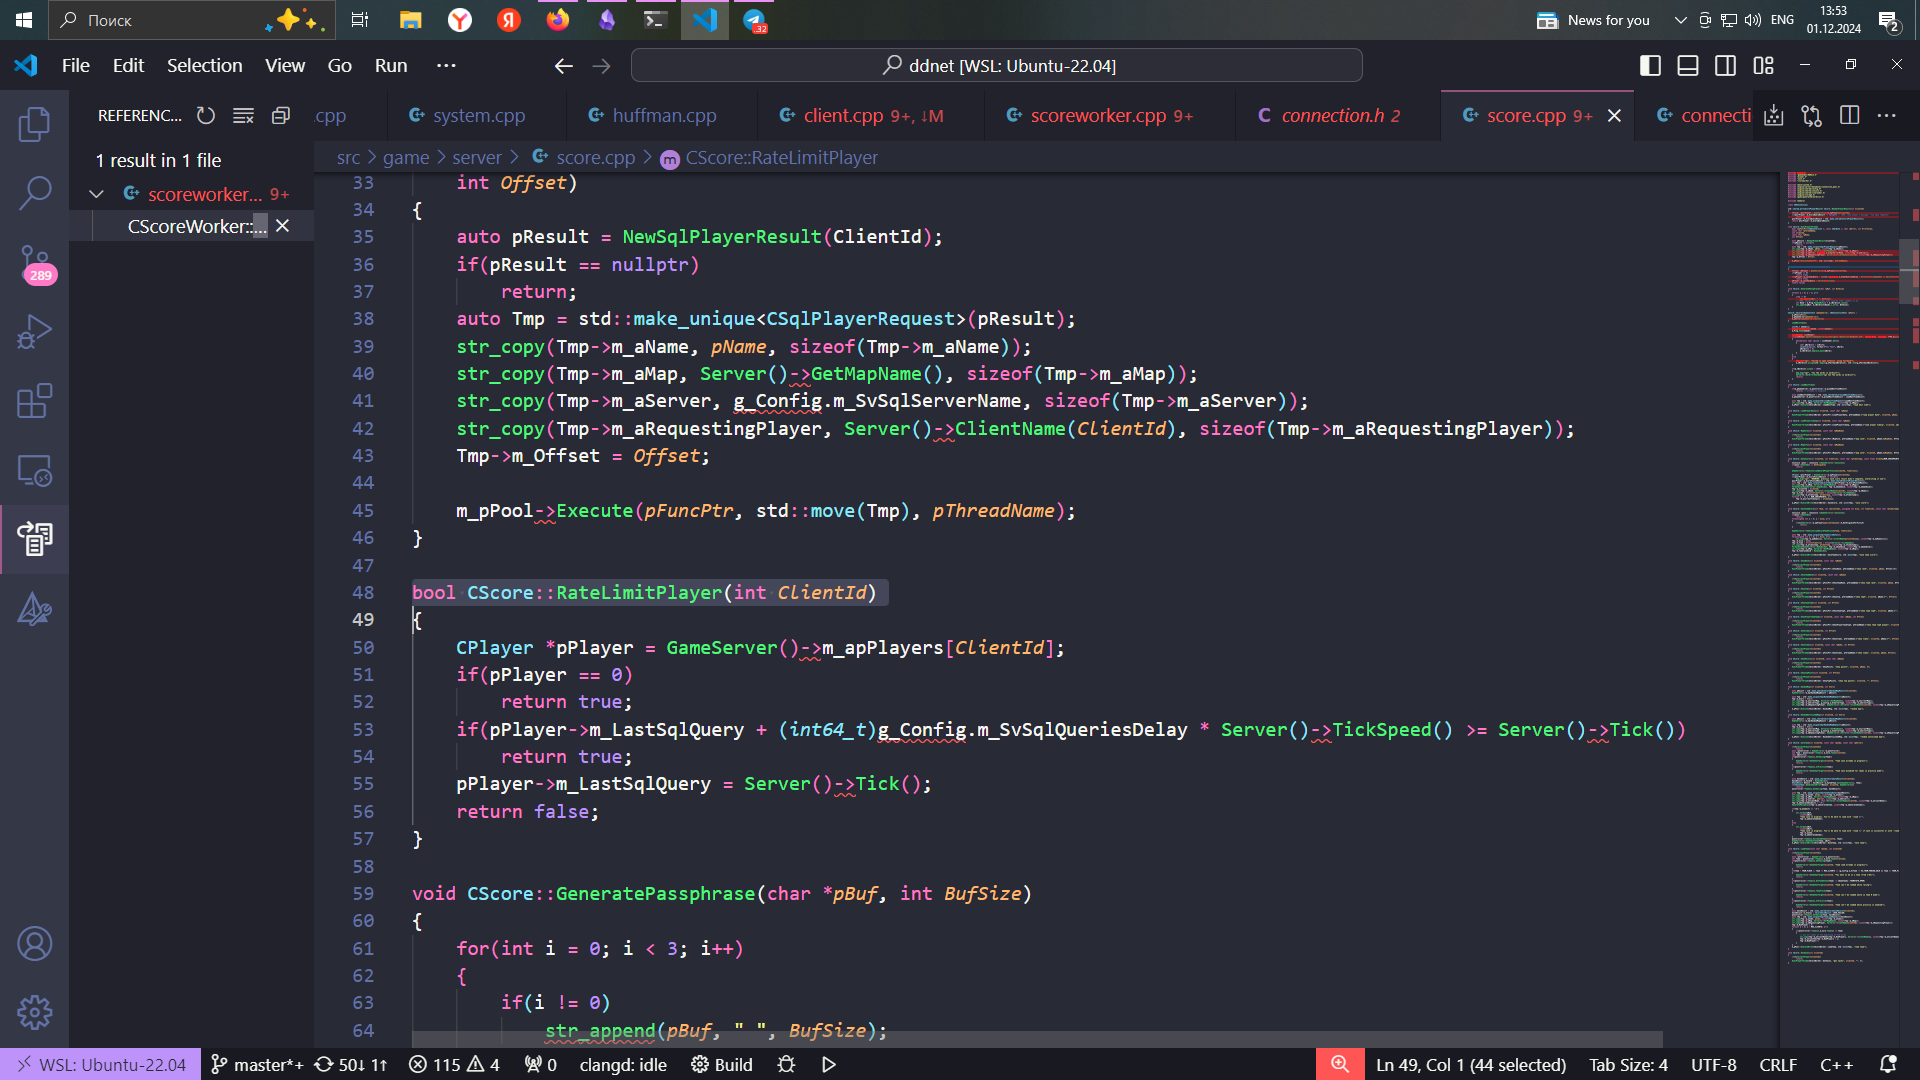 Поиск
.32
News for you
ENG
13:53
01.12.2024
2
File Edit Selection View Go Run ···
ddnet [WSL: Ubuntu-22.04]
REFERENC...
.cpp
system.cpp
huffman.cpp
client.cpp 9+, ↓M
scoreworker.cpp 9+
connection.h 2
score.cpp 9+
connecti
1 result in 1 file
scoreworker... 9+
CScoreWorker::...
289
src > game > server > score.cpp > CScore::RateLimitPlayer
33 int Offset)
34 {
35 auto pResult = NewSqlPlayerResult(ClientId);
36 if(pResult == nullptr)
37 return;
38 auto Tmp = std::make_unique<CSqlPlayerRequest>(pResult);
39 str_copy(Tmp->m_aName, pName, sizeof(Tmp->m_aName));
40 str_copy(Tmp->m_aMap, Server()->GetMapName(), sizeof(Tmp->m_aMap));
41 str_copy(Tmp->m_aServer, g_Config.m_SvSqlServerName, sizeof(Tmp->m_aServer));
42 str_copy(Tmp->m_aRequestingPlayer, Server()->ClientName(ClientId), sizeof(Tmp->m_aRequestingPlayer));
43 Tmp->m_Offset = Offset;
44
45 m_pPool->Execute(pFuncPtr, std::move(Tmp), pThreadName);
46 }
47
48 bool CScore::RateLimitPlayer(int ClientId)
49 {
50 CPlayer *pPlayer = GameServer()->m_apPlayers[ClientId];
51 if(pPlayer == 0)
52 return true;
53 if(pPlayer->m_LastSqlQuery + (int64_t)g_Config.m_SvSqlQueriesDelay * Server()->TickSpeed() >= Server()->Tick())
54 return true;
55 pPlayer->m_LastSqlQuery = Server()->Tick();
56 return false;
57 }
58
59 void CScore::GeneratePassphrase(char *pBuf, int BufSize)
60 {
61 for(int i = 0; i < 3; i++)
62 {
63 if(i != 0)
64 str_append(pBuf, " ", BufSize);
WSL: Ubuntu-22.04
master*+
50↓ 1↑
115
4
0
clangd: idle
Build
Ln 49, Col 1 (44 selected)
Tab Size: 4
UTF-8
CRLF
C++